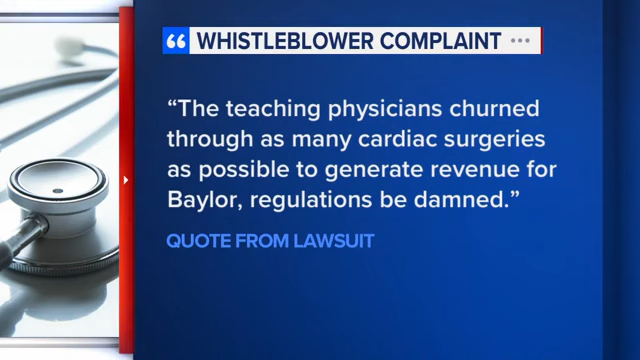 “ WHISTLEBLOWER COMPLAINT ...
“The teaching physicians churned
through as many cardiac surgeries
as possible to generate revenue for
Baylor, regulations be damned.”
QUOTE FROM LAWSUIT